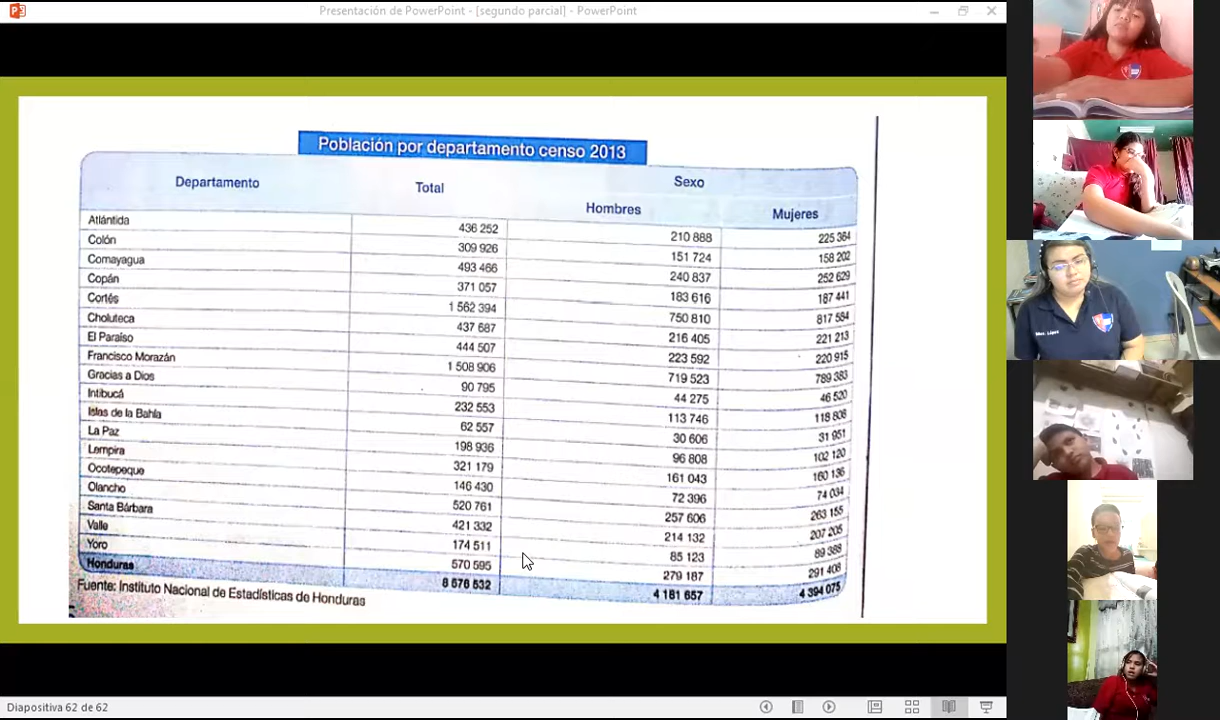 Presentación de PowerPoint - [segundo parcial] - PowerPoint
Población por departamento censo 2013
Departamento Total Sexo
Hombres Mujeres
Atlántida 436 252 210 888 225 364
Colón 309 926 151 724 158 202
Comayagua 493 466 240 837 252 629
Copán 371 057 183 616 187 441
Cortés 1 562 394 750 810 817 584
Choluteca 437 687 216 405 221 213
El Paraíso 444 507 223 592 220 915
Francisco Morazán 1 508 906 719 523 789 383
Gracias a Dios 90 795 44 275 46 520
Intibucá 232 553 113 746 118 808
Islas de la Bahía 62 557 30 606 31 951
La Paz 198 936 96 808 102 120
Lempira 321 179 161 043 160 136
Ocotepeque 146 430 72 396 74 034
Olancho 520 761 257 606 263 155
Santa Bárbara 421 332 214 132 207 205
Valle 174 511 85 123 89 388
Yoro 570 595 279 187 291 408
Honduras 8 576 532 4 181 657 4 394 075
Fuente: Instituto Nacional de Estadísticas de Honduras
Diapositiva 62 de 62